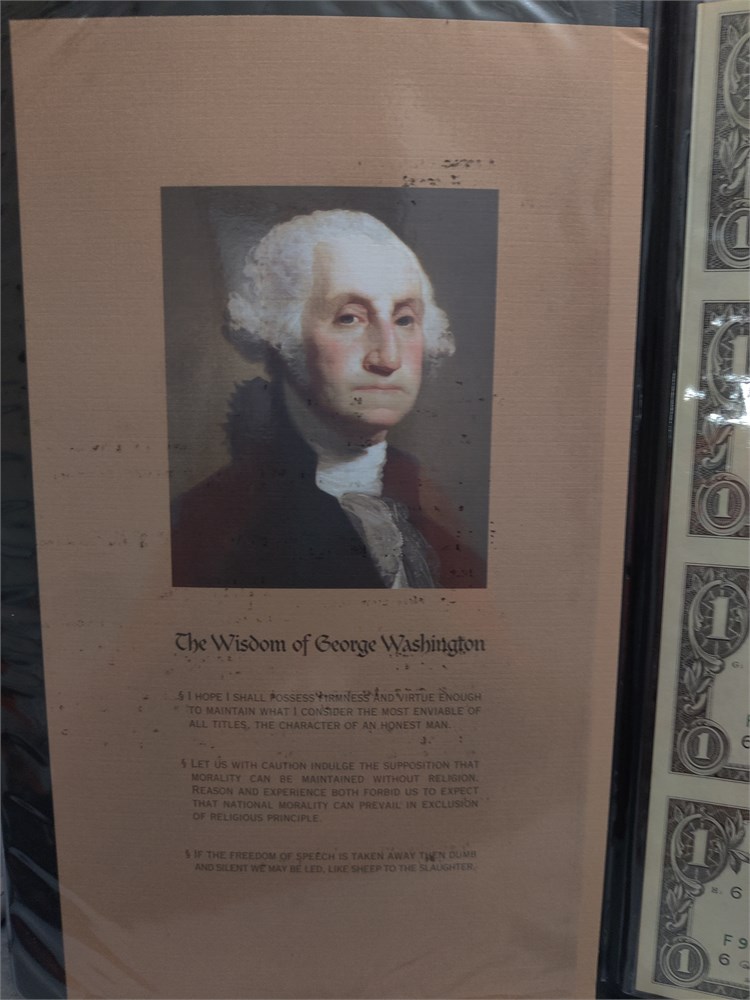 The Wisdom of George Washington
§ I HOPE I SHALL POSSESS FIRMNESS AND VIRTUE ENOUGH
TO MAINTAIN WHAT I CONSIDER THE MOST ENVIABLE OF
ALL TITLES, THE CHARACTER OF AN HONEST MAN.
§ LET US WITH CAUTION INDULGE THE SUPPOSITION THAT
MORALITY CAN BE MAINTAINED WITHOUT RELIGION.
REASON AND EXPERIENCE BOTH FORBID US TO EXPECT
THAT NATIONAL MORALITY CAN PREVAIL IN EXCLUSION
OF RELIGIOUS PRINCIPLE.
§ IF THE FREEDOM OF SPEECH IS TAKEN AWAY THEN DUMB
AND SILENT WE MAY BE LED, LIKE SHEEP TO THE SLAUGHTER.
1
1
1
1
1
1
6
F 9
1
6